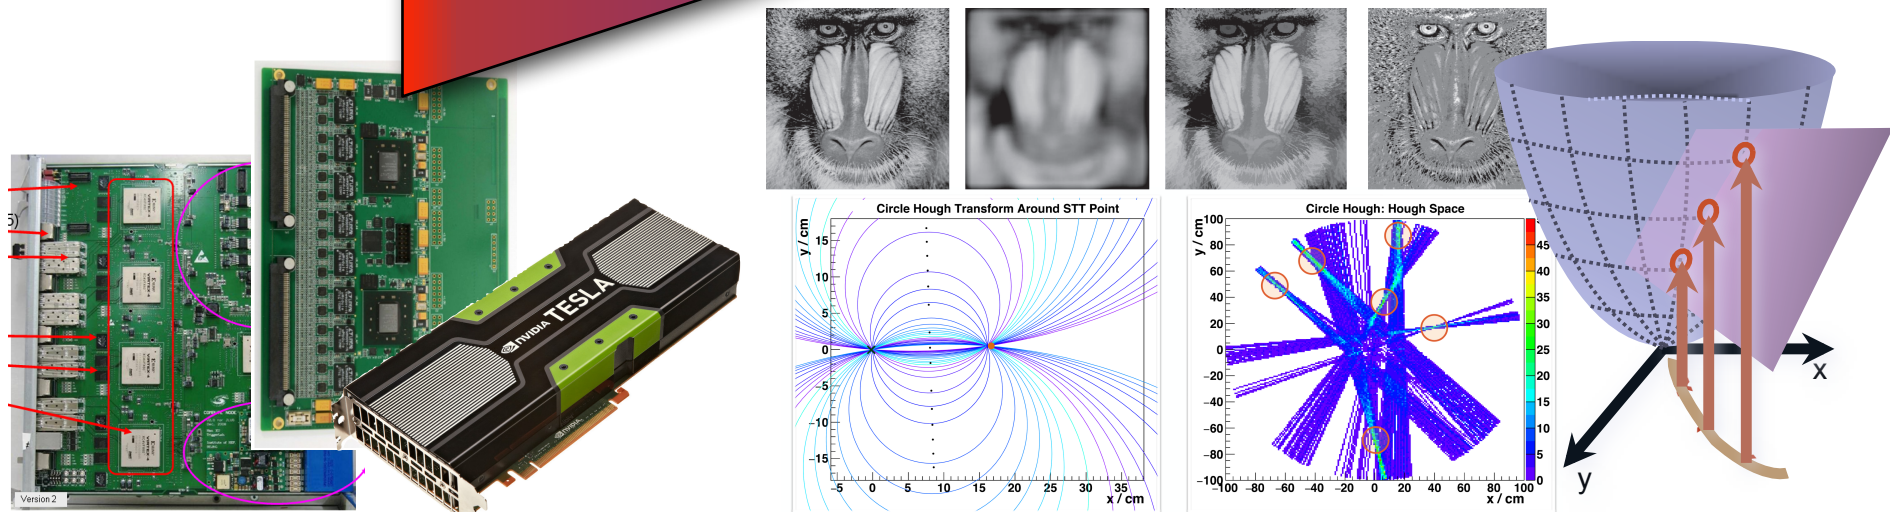 5)
Version 2
NVIDIA TESLA
Circle Hough Transform Around STT Point
y / cm
15
10
5
0
−5
−10
−15
−5 0 5 10 15 20 25 30 35
x / cm
Circle Hough: Hough Space
y / cm
100
80
60
40
20
0
−20
−40
−60
−80
−100
−100 −80 −60 −40 −20 0 20 40 60 80 100
x / cm
45
40
35
30
25
20
15
10
5
0
x
y